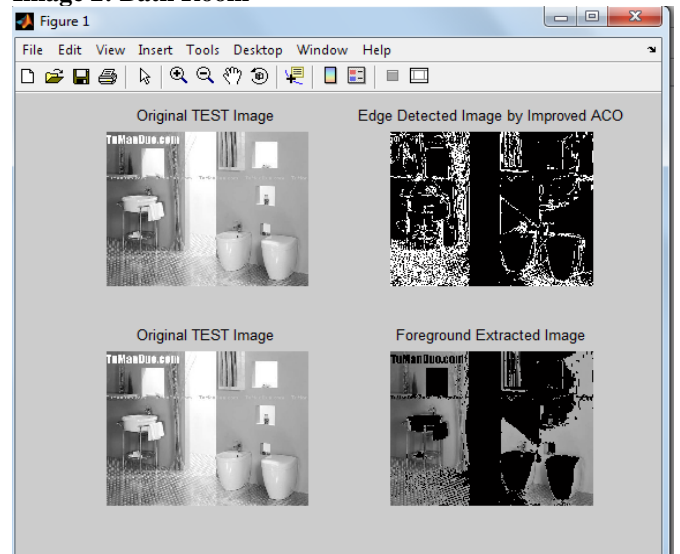 Image 2: Bath Room
Figure 1
File Edit View Insert Tools Desktop Window Help
Original TEST Image
Edge Detected Image by Improved ACO
TuManDuo.com
Original TEST Image
Foreground Extracted Image
TuManDuo.com
TuManDuo.com